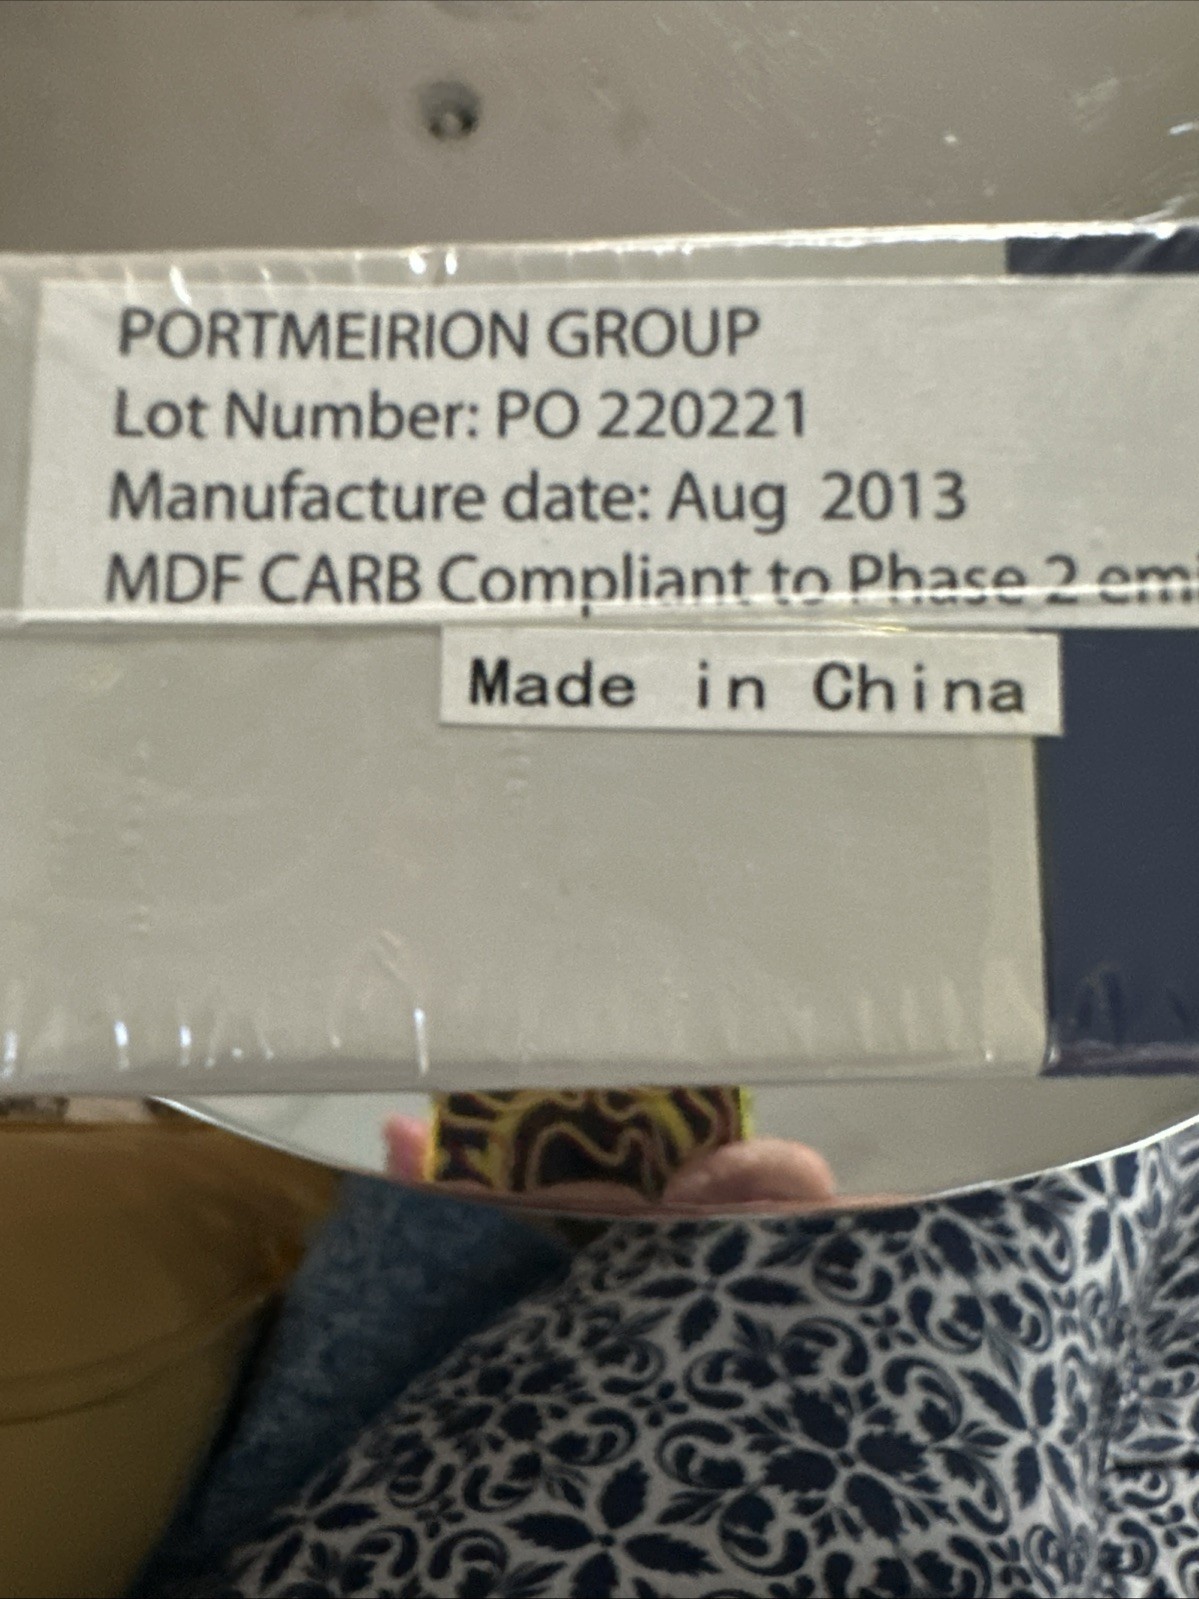 PORTMEIRION GROUP
Lot Number: PO 220221
Manufacture date: Aug 2013
MDF CARB Compliant to Phase 2 emi
Made in China